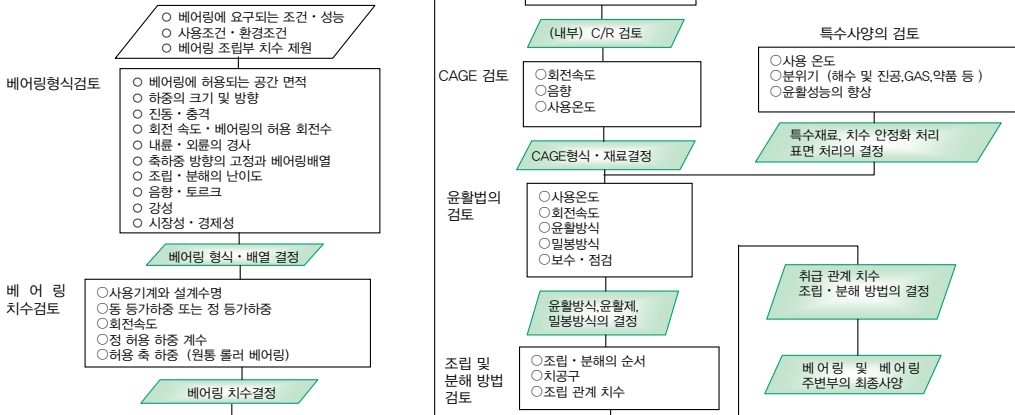 ○ 베어링에 요구되는 조건・성능
○ 사용조건・환경조건
○ 베어링 조립부 치수 제원
베어링형식검토
○ 베어링에 허용되는 공간 면적
○ 하중의 크기 및 방향
○ 진동・충격
○ 회전 속도・베어링의 허용 회전수
○ 내륜・외륜의 경사
○ 축하중 방향의 고정과 베어링배열
○ 조립・분해의 난이도
○ 음향・토르크
○ 강성
○ 시장성・경제성
베어링 형식・배열 결정
베 어 링
치수검토
○사용기계와 설계수명
○동 등가하중 또는 정 등가하중
○회전속도
○정 허용 하중 계수
○허용 축 하중 (원통 롤러 베어링)
베어링 치수결정
(내부) C/R 검토
CAGE 검토
○회전속도
○음향
○사용온도
CAGE형식・재료결정
윤활법의
검토
○사용온도
○회전속도
○윤활방식
○밀봉방식
○보수・점검
윤활방식,윤활제,
밀봉방식의 결정
조립 및
분해 방법
검토
○조립・분해의 순서
○치공구
○조립 관계 치수
특수사양의 검토
○사용 온도
○분위기 (해수 및 진공,GAS,약품 등 )
○윤활성능의 향상
특수재료, 치수 안정화 처리
표면 처리의 결정
취급 관계 치수
조립・분해 방법의 결정
베어링 및 베어링
주변부의 최종사양